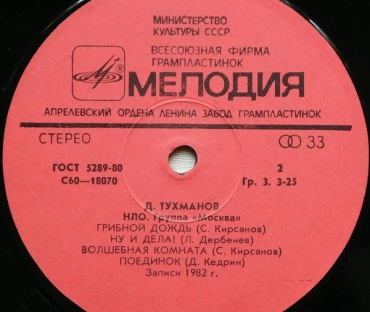 МИНИСТЕРСТВО
КУЛЬТУРЫ СССР
ВСЕСОЮЗНАЯ ФИРМА
ГРАМПЛАСТИНОК
МЕЛОДИЯ
АПРЕЛЕВСКИЙ ОРДЕНА ЛЕНИНА ЗАВОД ГРАМПЛАСТИНОК
СТЕРЕО 33
ГОСТ 5289-80 2
С60—18070 Гр. 3. 3-25
Д. ТУХМАНОВ
НЛО. Группа «Москва»
ГРИБНОЙ ДОЖДЬ (С. Кирсанов)
НУ И ДЕЛА! (Л. Дербенев)
ВОЛШЕБНАЯ КОМНАТА (С. Кирсанов)
ПОЕДИНОК (Д. Кедрин)
Записи 1982 г.